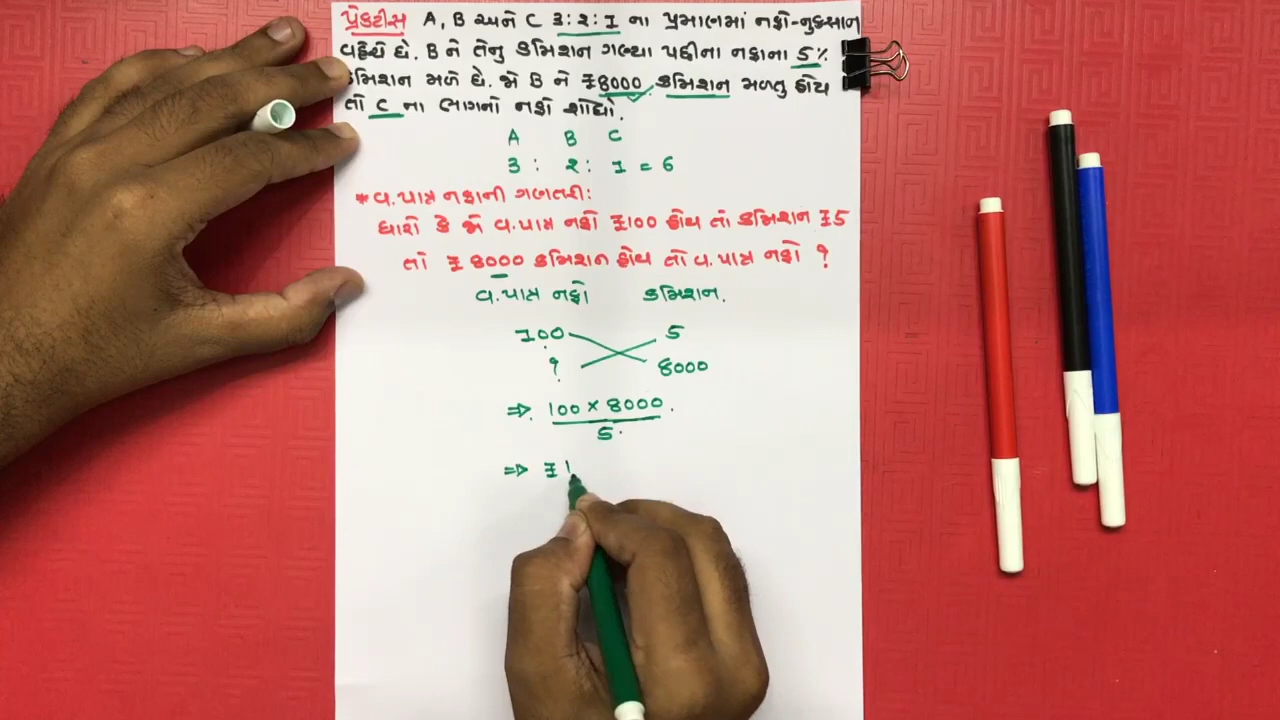 પ્રેક્ટીસ A, B અને C 3:2:1 ના પ્રમાણમાં નફો-નુકસાન
વહેંચે છે. B ને તેનુ કમિશન ગણ્યા પછીના નફાના 5%
કમિશન મળે છે. જો B ને ₹8000 કમિશન મળતુ હોય
તો C ના ભાગનો નફો શોધો.
A B C
3 : 2 : 1 = 6
*વ.પાત્ર નફાની ગણતરી:
ધારો કે જો વ.પાત્ર નફો ₹100 હોય તો કમિશન ₹5
તો ₹8000 કમિશન હોય તો વ.પાત્ર નફો ?
વ.પાત્ર નફો કમિશન.
100 5
? 8000
⇒ 100 × 8000
5
⇒ ₹1